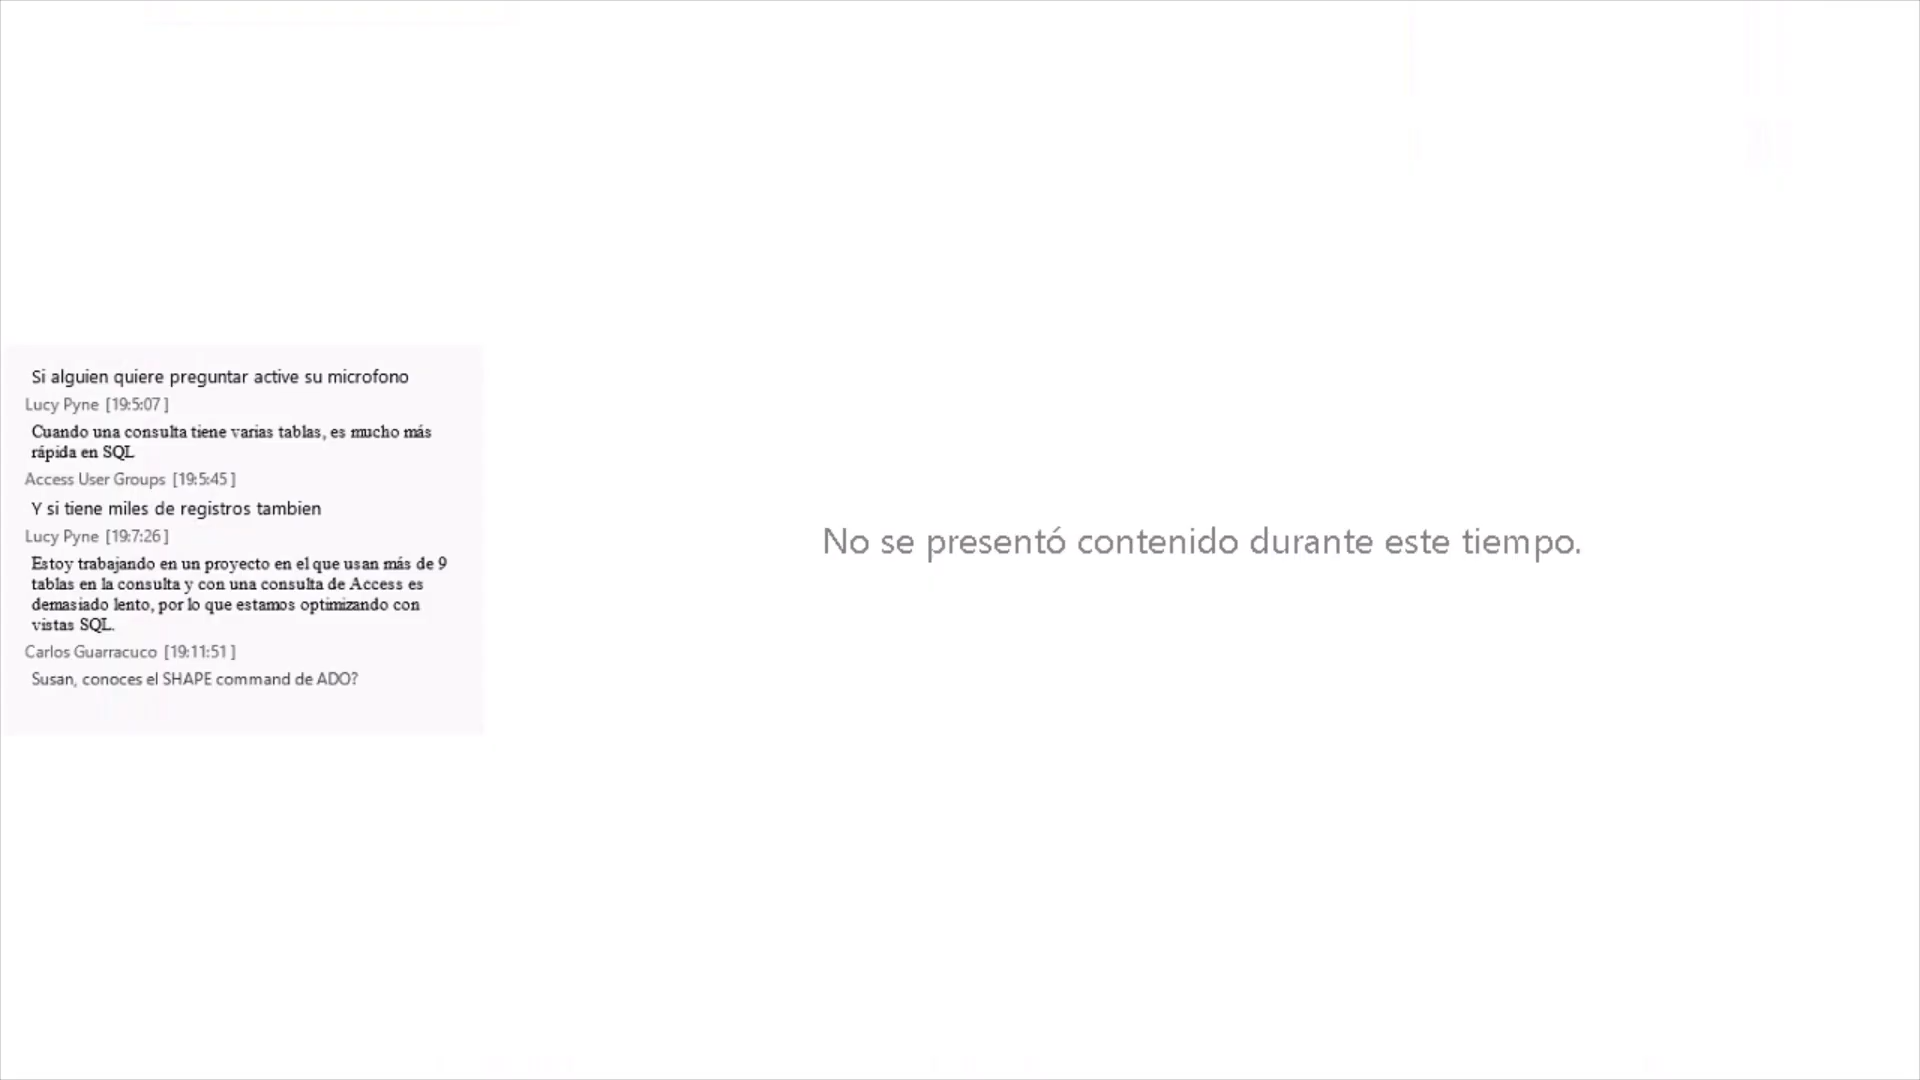 Si alguien quiere preguntar active su microfono
Lucy Pyne [19:5:07 ]
Cuando una consulta tiene varias tablas, es mucho más
rápida en SQL
Access User Groups [19:5:45 ]
Y si tiene miles de registros tambien
Lucy Pyne [19:7:26 ]
Estoy trabajando en un proyecto en el que usan más de 9
tablas en la consulta y con una consulta de Access es
demasiado lento, por lo que estamos optimizando con
vistas SQL.
Carlos Guarracuco [19:11:51 ]
Susan, conoces el SHAPE command de ADO?
No se presentó contenido durante este tiempo.